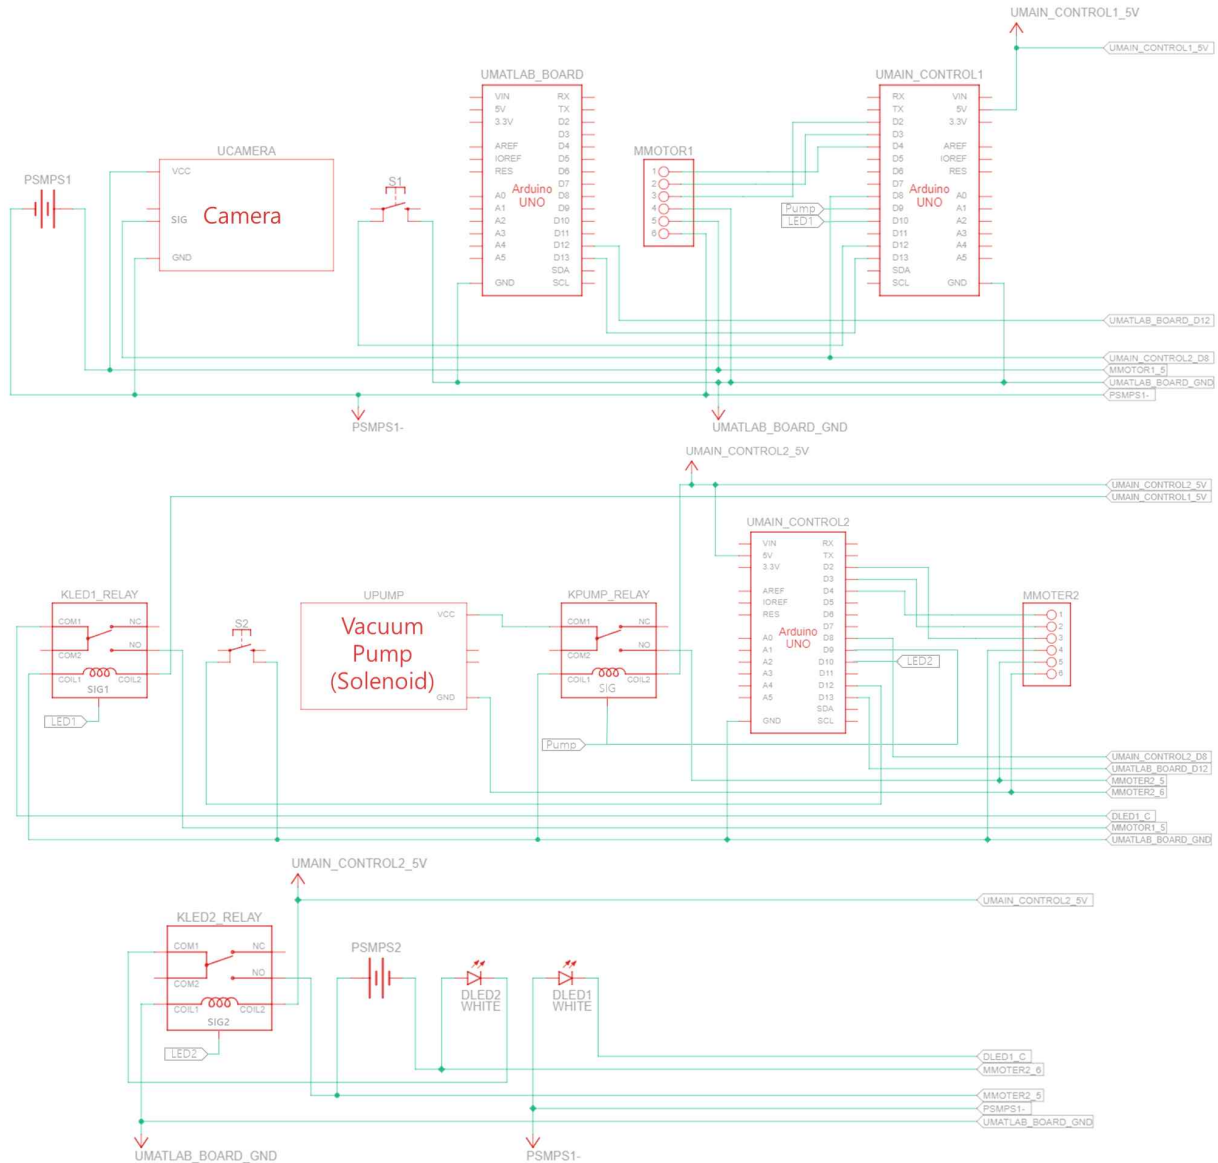 UMAIN_CONTROL1_5V
UMAIN_CONTROL1_5V
UMATLAB_BOARD
UMAIN_CONTROL1
VIN RX
5V TX
3.3V D2
D3
AREF D4
IOREF D5
RES D6
D7
A0 D8
A1 D9
A2 D10
A3 D11
A4 D12
A5 D13
SDA
GND SCL
Arduino
UNO
RX VIN
TX 5V
D2 3.3V
D3
D4 AREF
D5 IOREF
D6 RES
D7
D8 A0
D9 A1
D10 A2
D11 A3
D12 A4
D13 A5
SDA
SCL GND
Arduino
UNO
PSMPS1
UCAMERA
VCC
SIG
GND
Camera
S1
MMOTOR1
1
2
3
4
5
6
Pump
LED1
UMATLAB_BOARD_D12
UMAIN_CONTROL2_D8
MMOTOR1_5
UMATLAB_BOARD_GND
PSMPS1-
PSMPS1-
UMATLAB_BOARD_GND
UMAIN_CONTROL2_5V
UMAIN_CONTROL2_5V
UMAIN_CONTROL1_5V
UMAIN_CONTROL2
VIN RX
5V TX
3.3V D2
D3
AREF D4
IOREF D5
RES D6
D7
A0 D8
A1 D9
A2 D10
A3 D11
A4 D12
A5 D13
SDA
GND SCL
Arduino
UNO
KLED1_RELAY
COM1 NC
COM2 NO
COIL1 COIL2
SIG1
LED1
S2
UPUMP
VCC
Vacuum
Pump
(Solenoid)
GND
KPUMP_RELAY
COM1 NC
COM2 NO
COIL1 COIL2
SIG
Pump
LED2
MMOTER2
1
2
3
4
5
6
UMAIN_CONTROL2_D8
UMATLAB_BOARD_D12
MMOTER2_5
MMOTER2_6
DLED1_C
MMOTOR1_5
UMATLAB_BOARD_GND
UMAIN_CONTROL2_5V
UMAIN_CONTROL2_5V
KLED2_RELAY
COM1 NC
COM2 NO
COIL1 COIL2
SIG2
LED2
PSMPS2
DLED2
WHITE
DLED1
WHITE
DLED1_C
MMOTER2_6
MMOTER2_5
PSMPS1-
UMATLAB_BOARD_GND
UMATLAB_BOARD_GND
PSMPS1-